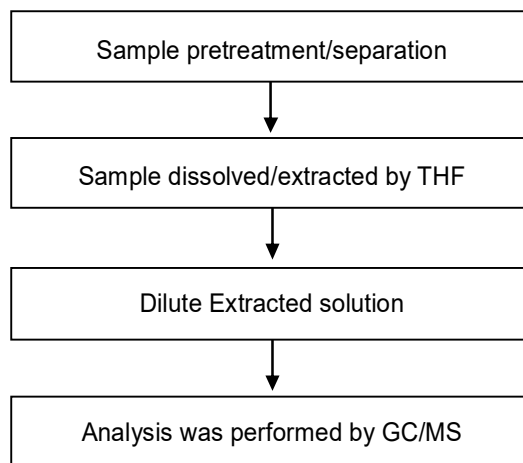 Sample pretreatment/separation
Sample dissolved/extracted by THF
Dilute Extracted solution
Analysis was performed by GC/MS